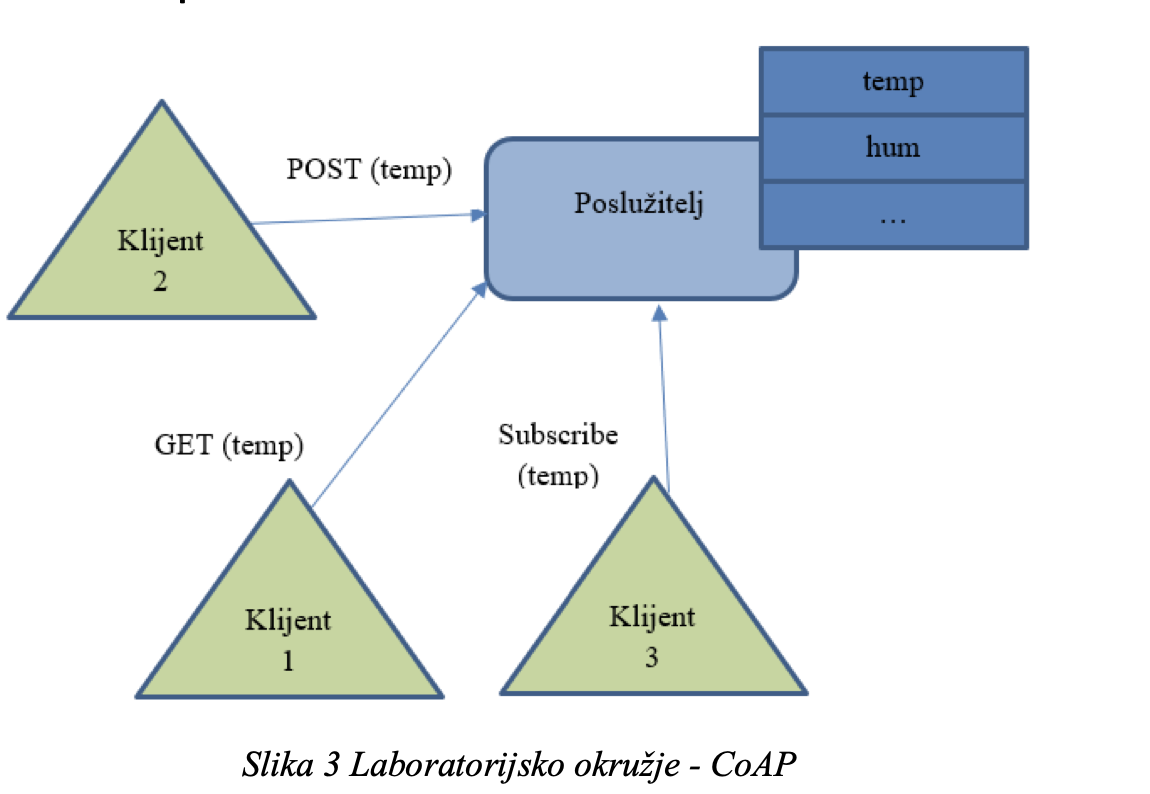 temp
hum
...
POST (temp)
Poslužitelj
Klijent
2
GET (temp)
Subscribe
(temp)
Klijent
1
Klijent
3
Slika 3 Laboratorijsko okružje - CoAP